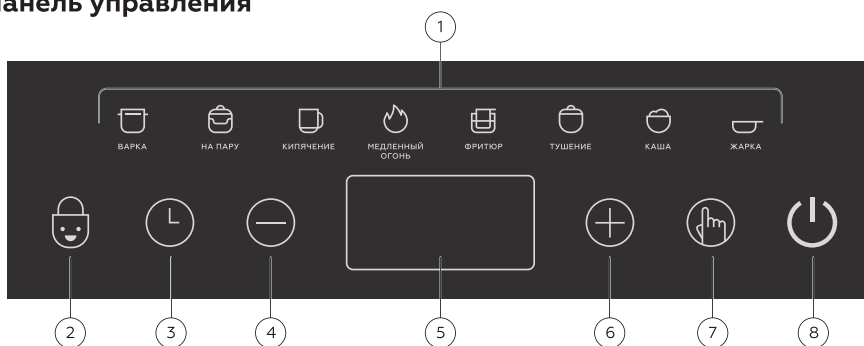 панель управления
1
ВАРКА
НА ПАРУ
КИПЯЧЕНИЕ
МЕДЛЕННЫЙ
ОГОНЬ
ФРИТЮР
ТУШЕНИЕ
КАША
ЖАРКА
2
3
4
5
6
7
8